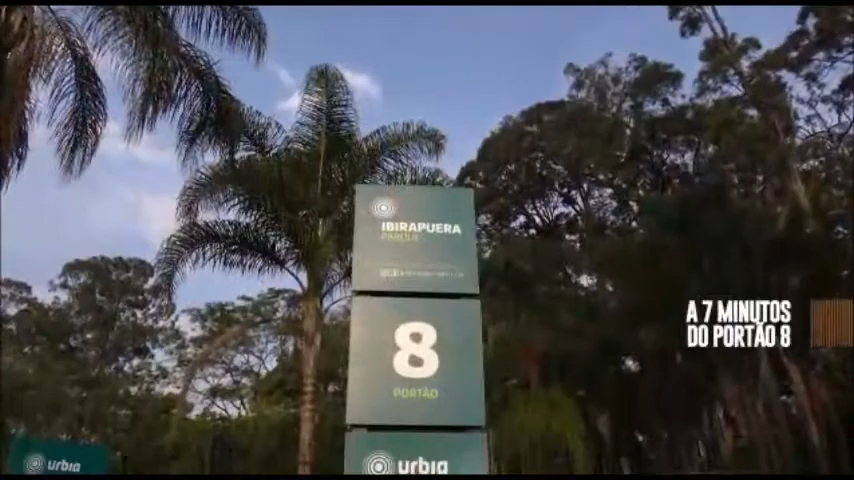 IBIRAPUERA
PARQUE
8
PORTÃO
urbia
urbia
A 7 MINUTOS
DO PORTÃO 8